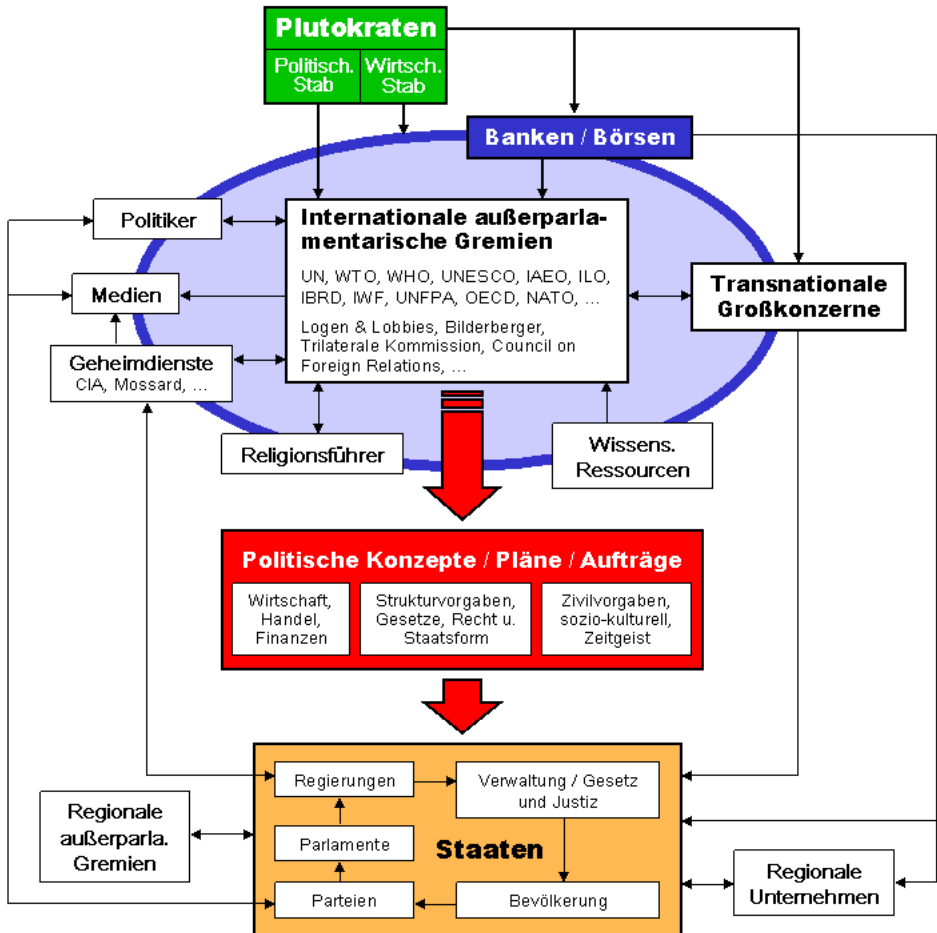 Plutokraten
Politisch. Stab
Wirtsch. Stab
Banken / Börsen
Politiker
Internationale außerparla-
mentarische Gremien
UN, WTO, WHO, UNESCO, IAEO, ILO,
IBRD, IWF, UNFPA, OECD, NATO, ...
Logen & Lobbies, Bilderberger,
Trilaterale Kommission, Council on
Foreign Relations, ...
Medien
Transnationale
Großkonzerne
Geheimdienste
CIA, Mossard, ...
Religionsführer
Wissens.
Ressourcen
Politische Konzepte / Pläne / Aufträge
Wirtschaft,
Handel,
Finanzen
Strukturvorgaben,
Gesetze, Recht u.
Staatsform
Zivilvorgaben,
sozio-kulturell,
Zeitgeist
Regierungen
Verwaltung / Gesetz
und Justiz
Regionale
außerparla.
Gremien
Parlamente
Staaten
Parteien
Bevölkerung
Regionale
Unternehmen